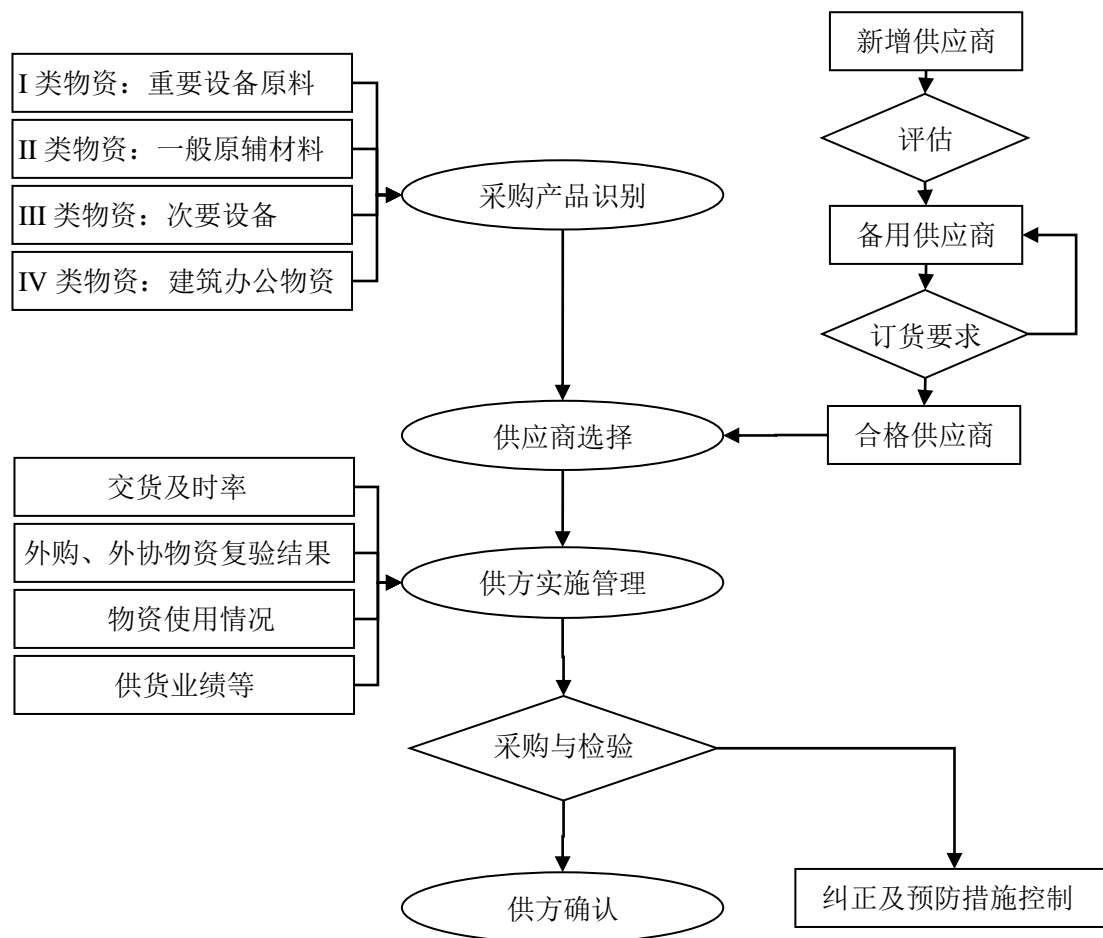 新增供应商
I 类物资：重要设备原料
评估
II 类物资：一般原辅材料
采购产品识别
III 类物资：次要设备
备用供应商
IV 类物资：建筑办公物资
订货要求
供应商选择
合格供应商
交货及时率
外购、外协物资复验结果
供方实施管理
物资使用情况
供货业绩等
采购与检验
供方确认
纠正及预防措施控制